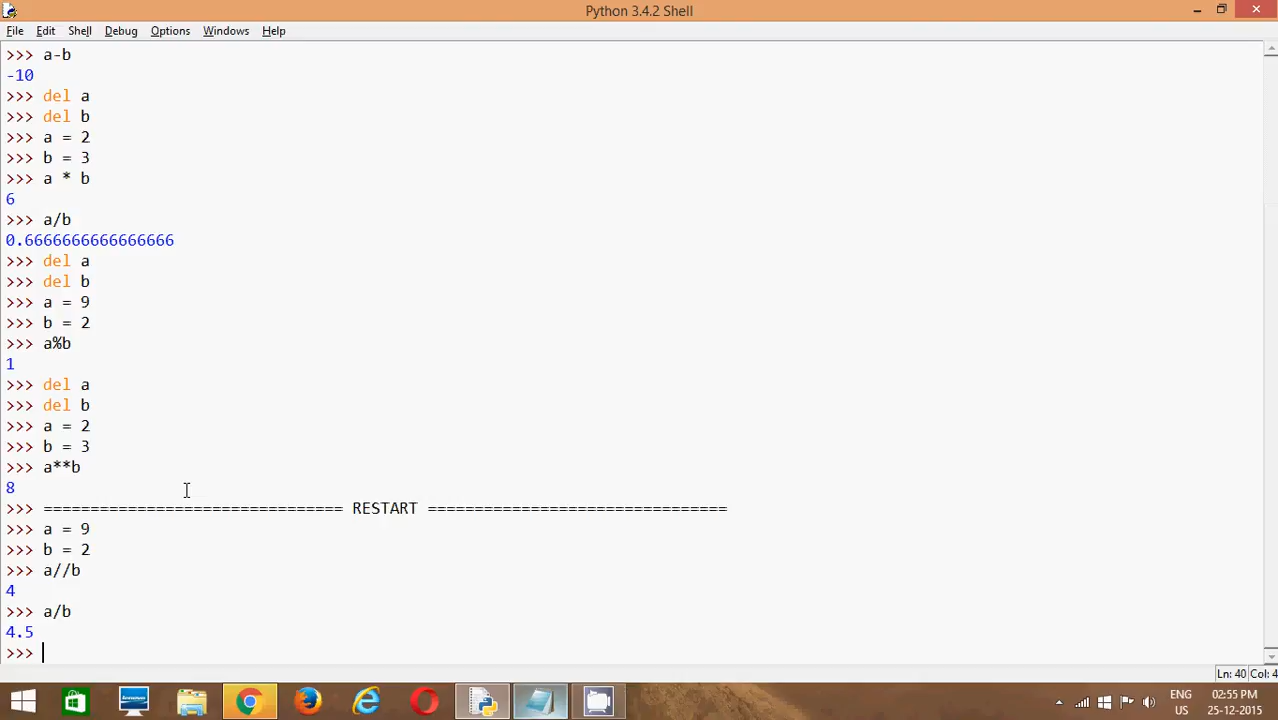 Python 3.4.2 Shell
File Edit Shell Debug Options Windows Help
>>> a-b
-10
>>> del a
>>> del b
>>> a = 2
>>> b = 3
>>> a * b
6
>>> a/b
0.6666666666666666
>>> del a
>>> del b
>>> a = 9
>>> b = 2
>>> a%b
1
>>> del a
>>> del b
>>> a = 2
>>> b = 3
>>> a**b
8
>>> ================================ RESTART ================================
>>> a = 9
>>> b = 2
>>> a//b
4
>>> a/b
4.5
>>>
Ln: 40 Col: 4
ENG 02:55 PM
US 25-12-2015